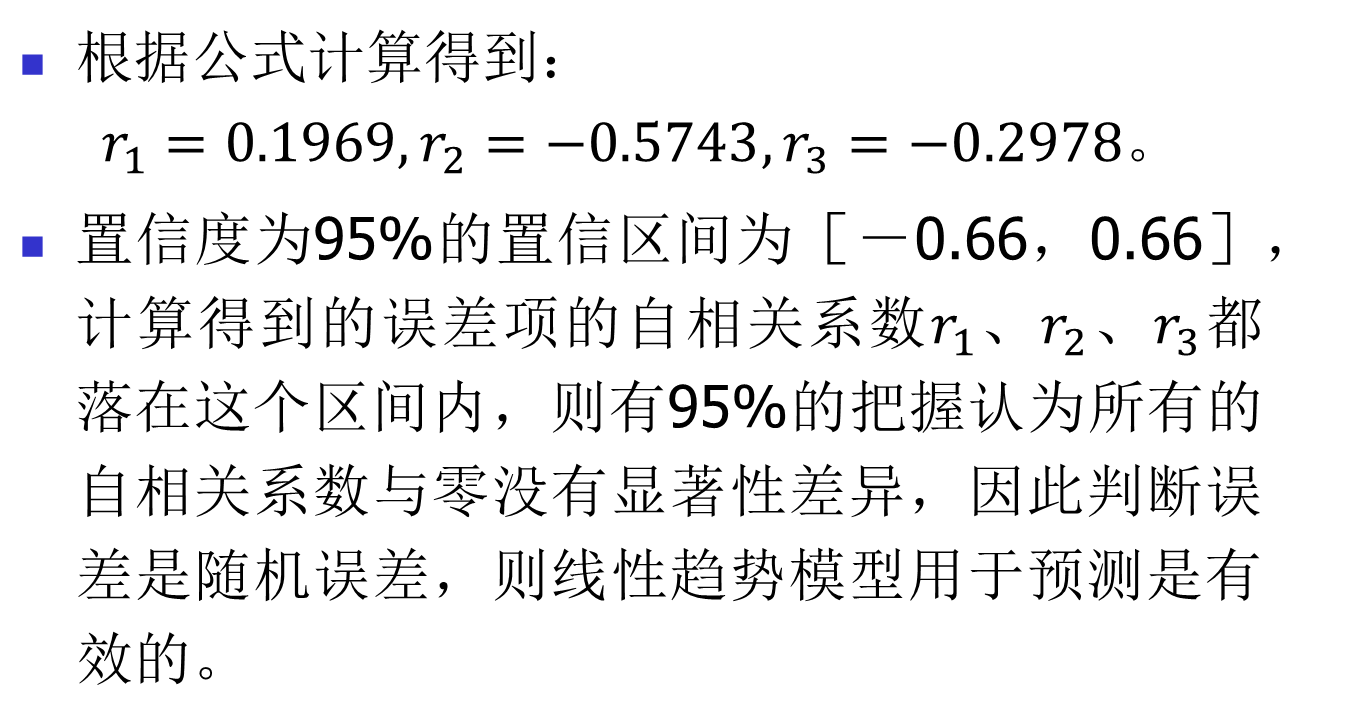 根据公式计算得到：
r₁ = 0.1969, r₂ = −0.5743, r₃ = −0.2978。
置信度为95%的置信区间为［－0.66，0.66］，
计算得到的误差项的自相关系数r₁、r₂、r₃都
落在这个区间内，则有95%的把握认为所有的
自相关系数与零没有显著性差异，因此判断误
差是随机误差，则线性趋势模型用于预测是有
效的。